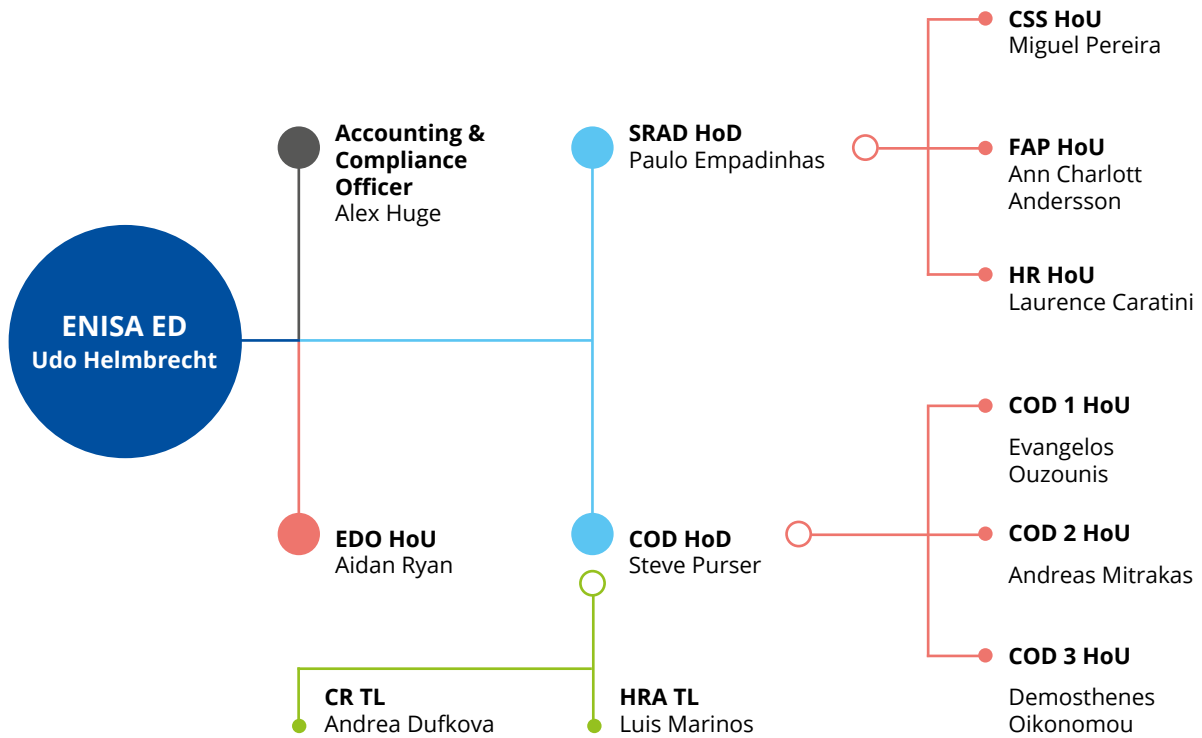 CSS HoU
Miguel Pereira
Accounting &
Compliance
Officer
Alex Huge
SRAD HoD
Paulo Empadinhas
FAP HoU
Ann Charlott
Andersson
HR HoU
Laurence Caratini
ENISA ED
Udo Helmbrecht
COD 1 HoU
Evangelos
Ouzounis
EDO HoU
Aidan Ryan
COD HoD
Steve Purser
COD 2 HoU
Andreas Mitrakas
COD 3 HoU
Demosthenes
Oikonomou
CR TL
Andrea Dufkova
HRA TL
Luis Marinos